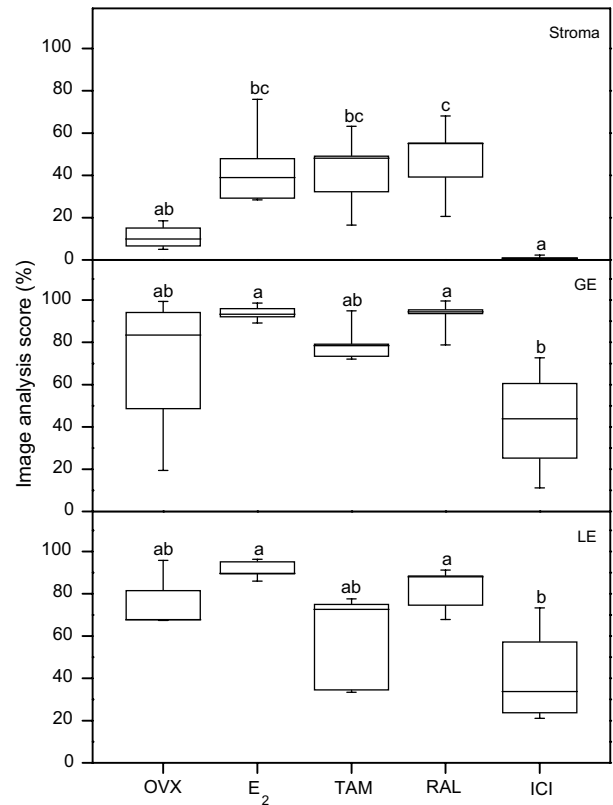 Image analysis score (%)
Stroma
100
80
60
40
20
0
ab
bc
bc
c
a
GE
100
80
60
40
20
0
ab
a
ab
a
b
LE
100
80
60
40
20
0
ab
a
ab
a
b
OVX E₂ TAM RAL ICI